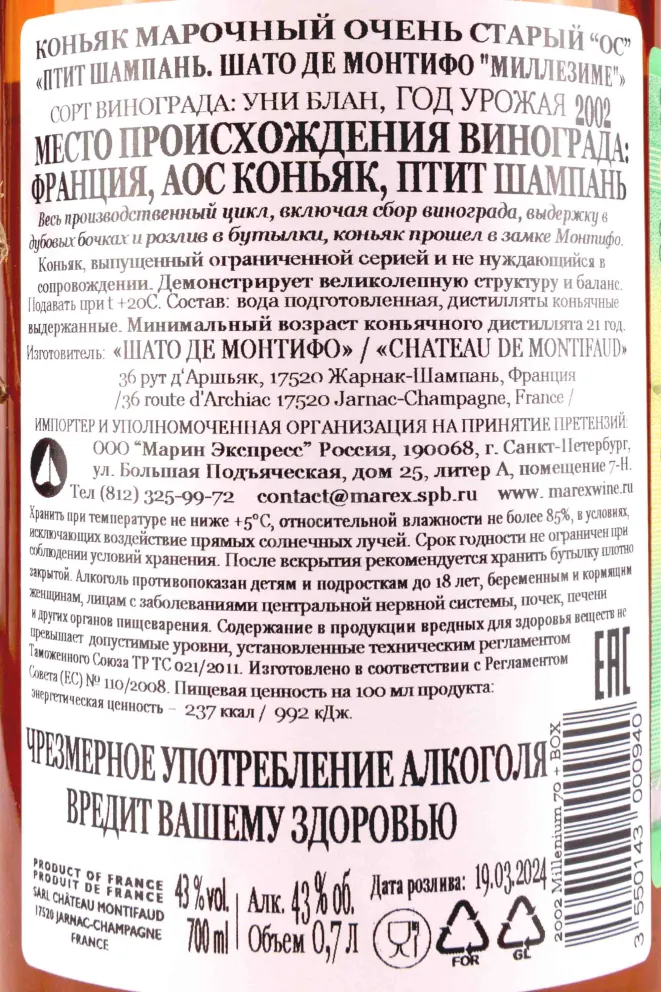 КОНЬЯК МАРОЧНЫЙ ОЧЕНЬ СТАРЫЙ “ОС”
«ПТИТ ШАМПАНЬ. ШАТО ДЕ МОНТИФО "МИЛЛЕЗИМЕ"»
СОРТ ВИНОГРАДА: УНИ БЛАН, ГОД УРОЖАЯ 2002
МЕСТО ПРОИСХОЖДЕНИЯ ВИНОГРАДА:
ФРАНЦИЯ, АОС КОНЬЯК, ПТИТ ШАМПАНЬ
Весь производственный цикл, включая сбор винограда, выдержку в
дубовых бочках и розлив в бутылки, коньяк прошел в замке Монтифо.
Коньяк, выпущенный ограниченной серией и не нуждающийся в
сопровождении. Демонстрирует великолепную структуру и баланс.
Подавать при t +20С. Состав: вода подготовленная, дистилляты коньячные
выдержанные. Минимальный возраст коньячного дистиллята 21 год.
Изготовитель: «ШАТО ДЕ МОНТИФО» / «CHATEAU DE MONTIFAUD»
36 рут д‘Аршьяк, 17520 Жарнак-Шампань, Франция
/36 route d'Archiac 17520 Jarnac-Champagne, France /
ИМПОРТЕР И УПОЛНОМОЧЕННАЯ ОРГАНИЗАЦИЯ НА ПРИНЯТИЕ ПРЕТЕНЗИЙ:
ООО “Марин Экспресс” Россия, 190068, г. Санкт-Петербург,
ул. Большая Подъяческая, дом 25, литер А, помещение 7-Н.
Тел (812) 325-99-72 contact@marex.spb.ru www. marexwine.ru
Хранить при температуре не ниже +5°С, относительной влажности не более 85%, в условиях,
исключающих воздействие прямых солнечных лучей. Срок годности не ограничен при
соблюдении условий хранения. После вскрытия рекомендуется хранить бутылку плотно
закрытой. Алкоголь противопоказан детям и подросткам до 18 лет, беременным и кормящим
женщинам, лицам с заболеваниями центральной нервной системы, почек, печени
и других органов пищеварения. Содержание в продукции вредных для здоровья веществ не
превышает допустимые уровни, установленные техническим регламентом
Таможенного Союза ТР ТС 021/2011. Изготовлено в соответствии с Регламентом
Совета (ЕС) № 110/2008. Пищевая ценность на 100 мл продукта:
энергетическая ценность – 237 ккал / 992 кДж.
EAC
ЧРЕЗМЕРНОЕ УПОТРЕБЛЕНИЕ АЛКОГОЛЯ
ВРЕДИТ ВАШЕМУ ЗДОРОВЬЮ
2002 Millenium 70 + BOX
3 550143 000940
PRODUCT OF FRANCE
PRODUIT DE FRANCE
SARL CHÂTEAU MONTIFAUD
17520 JARNAC-CHAMPAGNE
FRANCE
43 %vol.
700 ml
Алк. 43 % об.
Объем 0,7 Л
Дата розлива: 19.03.2024
FOR
GL